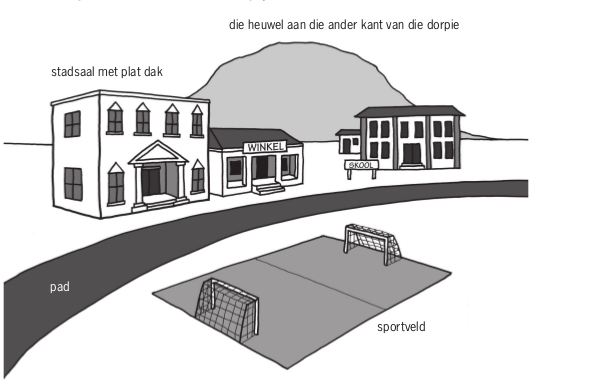 die heuwel aan die ander kant van die dorpie
stadsaal met plat dak
WINKEL
SKOOL
pad
sportveld